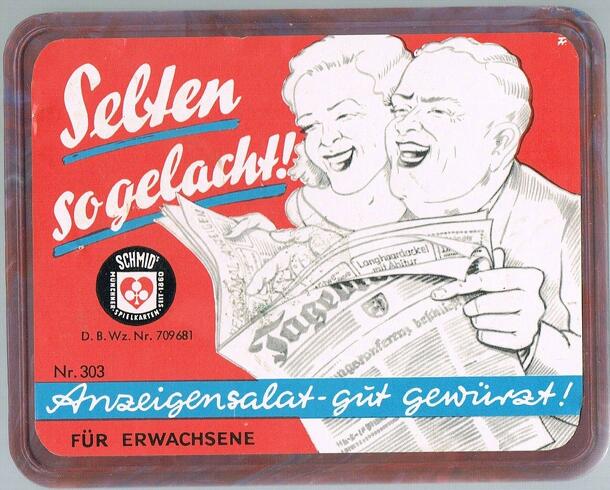 Selten
so gelacht!
SCHMID's
MÜNCHNER·SPIELKARTEN·SEIT·1860
D. B. Wz. Nr. 709681
Langhaardackel
mit Abitur
Nr. 303
Anzeigensalat - gut gewürzt!
FÜR ERWACHSENE